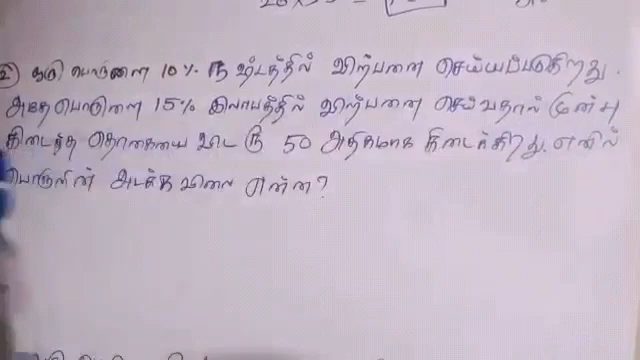 2) ஒரு பொருளை 10% நஷ்டத்தில் விற்பனை செய்யப்படுகிறது.
அதே பொருளை 15% இலாபத்தில் விற்பனை செய்வதால் முன்பு
கிடைத்த தொகையை விட ரூ 50 அதிகமாக கிடைக்கிறது. எனில்
பொருளின் அடக்க விலை என்ன?